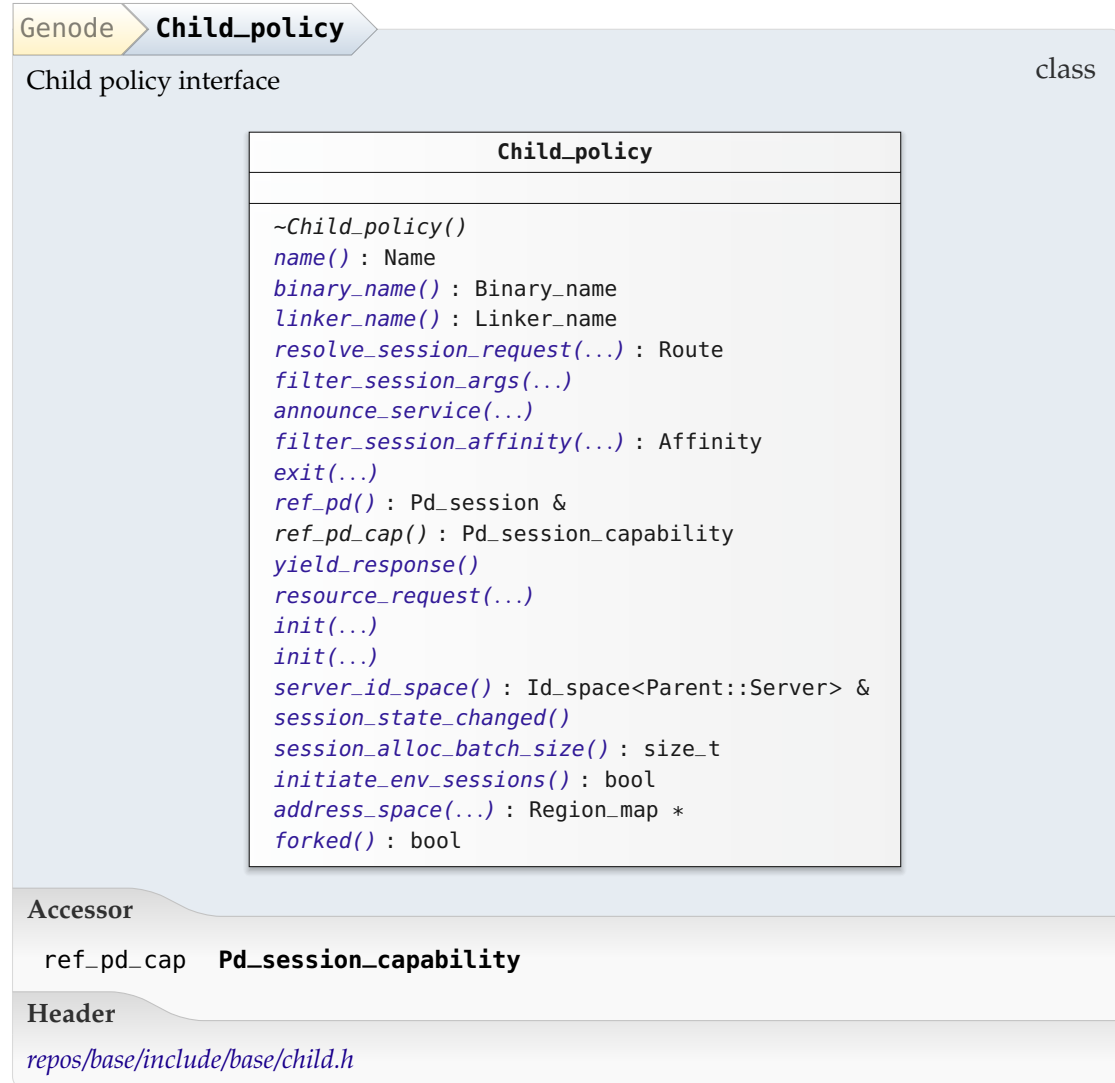 Genode Child_policy
Child policy interface
class
Child_policy
~Child_policy()
name() : Name
binary_name() : Binary_name
linker_name() : Linker_name
resolve_session_request(...) : Route
filter_session_args(...)
announce_service(...)
filter_session_affinity(...) : Affinity
exit(...)
ref_pd() : Pd_session &
ref_pd_cap() : Pd_session_capability
yield_response()
resource_request(...)
init(...)
init(...)
server_id_space() : Id_space<Parent::Server> &
session_state_changed()
session_alloc_batch_size() : size_t
initiate_env_sessions() : bool
address_space(...) : Region_map *
forked() : bool
Accessor
ref_pd_cap Pd_session_capability
Header
repos/base/include/base/child.h